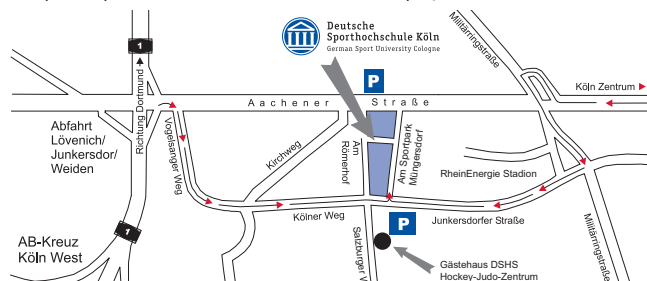 Deutsche
Sporthochschule Köln
German Sport University Cologne
1
Richtung Dortmund
Militärringstraße
P
Köln Zentrum
Aachener Straße
Abfahrt
Lövenich/
Junkersdor/
Weiden
Vogelsanger Weg
Kirchweg
Am
Römerhof
Am Sportpark
Müngersdorf
RheinEnergie Stadion
Kölner Weg
Junkersdorfer Straße
P
Militärringstraße
1
AB-Kreuz
Köln West
Salzburger W
Gästehaus DSHS
Hockey-Judo-Zentrum